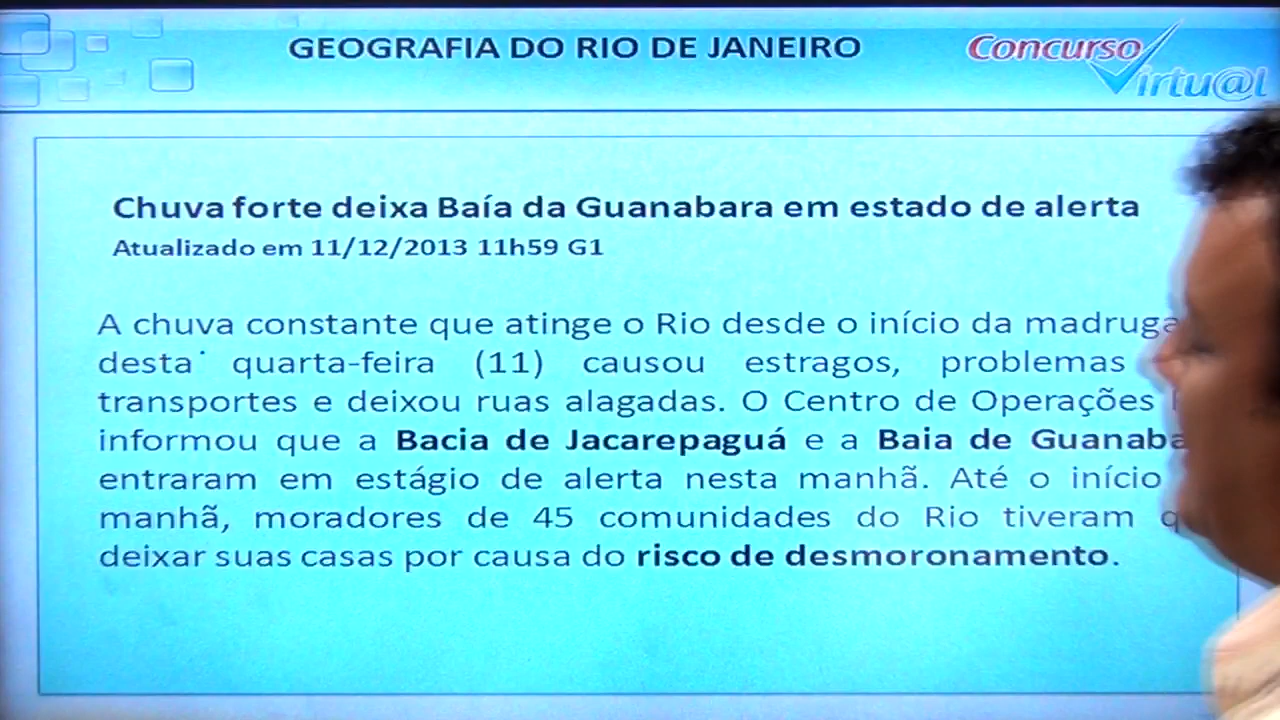 GEOGRAFIA DO RIO DE JANEIRO
Concurso
Virtu@l
Chuva forte deixa Baía da Guanabara em estado de alerta
Atualizado em 11/12/2013 11h59 G1
A chuva constante que atinge o Rio desde o início da madruga
desta quarta-feira (11) causou estragos, problemas
transportes e deixou ruas alagadas. O Centro de Operações
informou que a Bacia de Jacarepaguá e a Baia de Guanaba
entraram em estágio de alerta nesta manhã. Até o início
manhã, moradores de 45 comunidades do Rio tiveram q
deixar suas casas por causa do risco de desmoronamento.